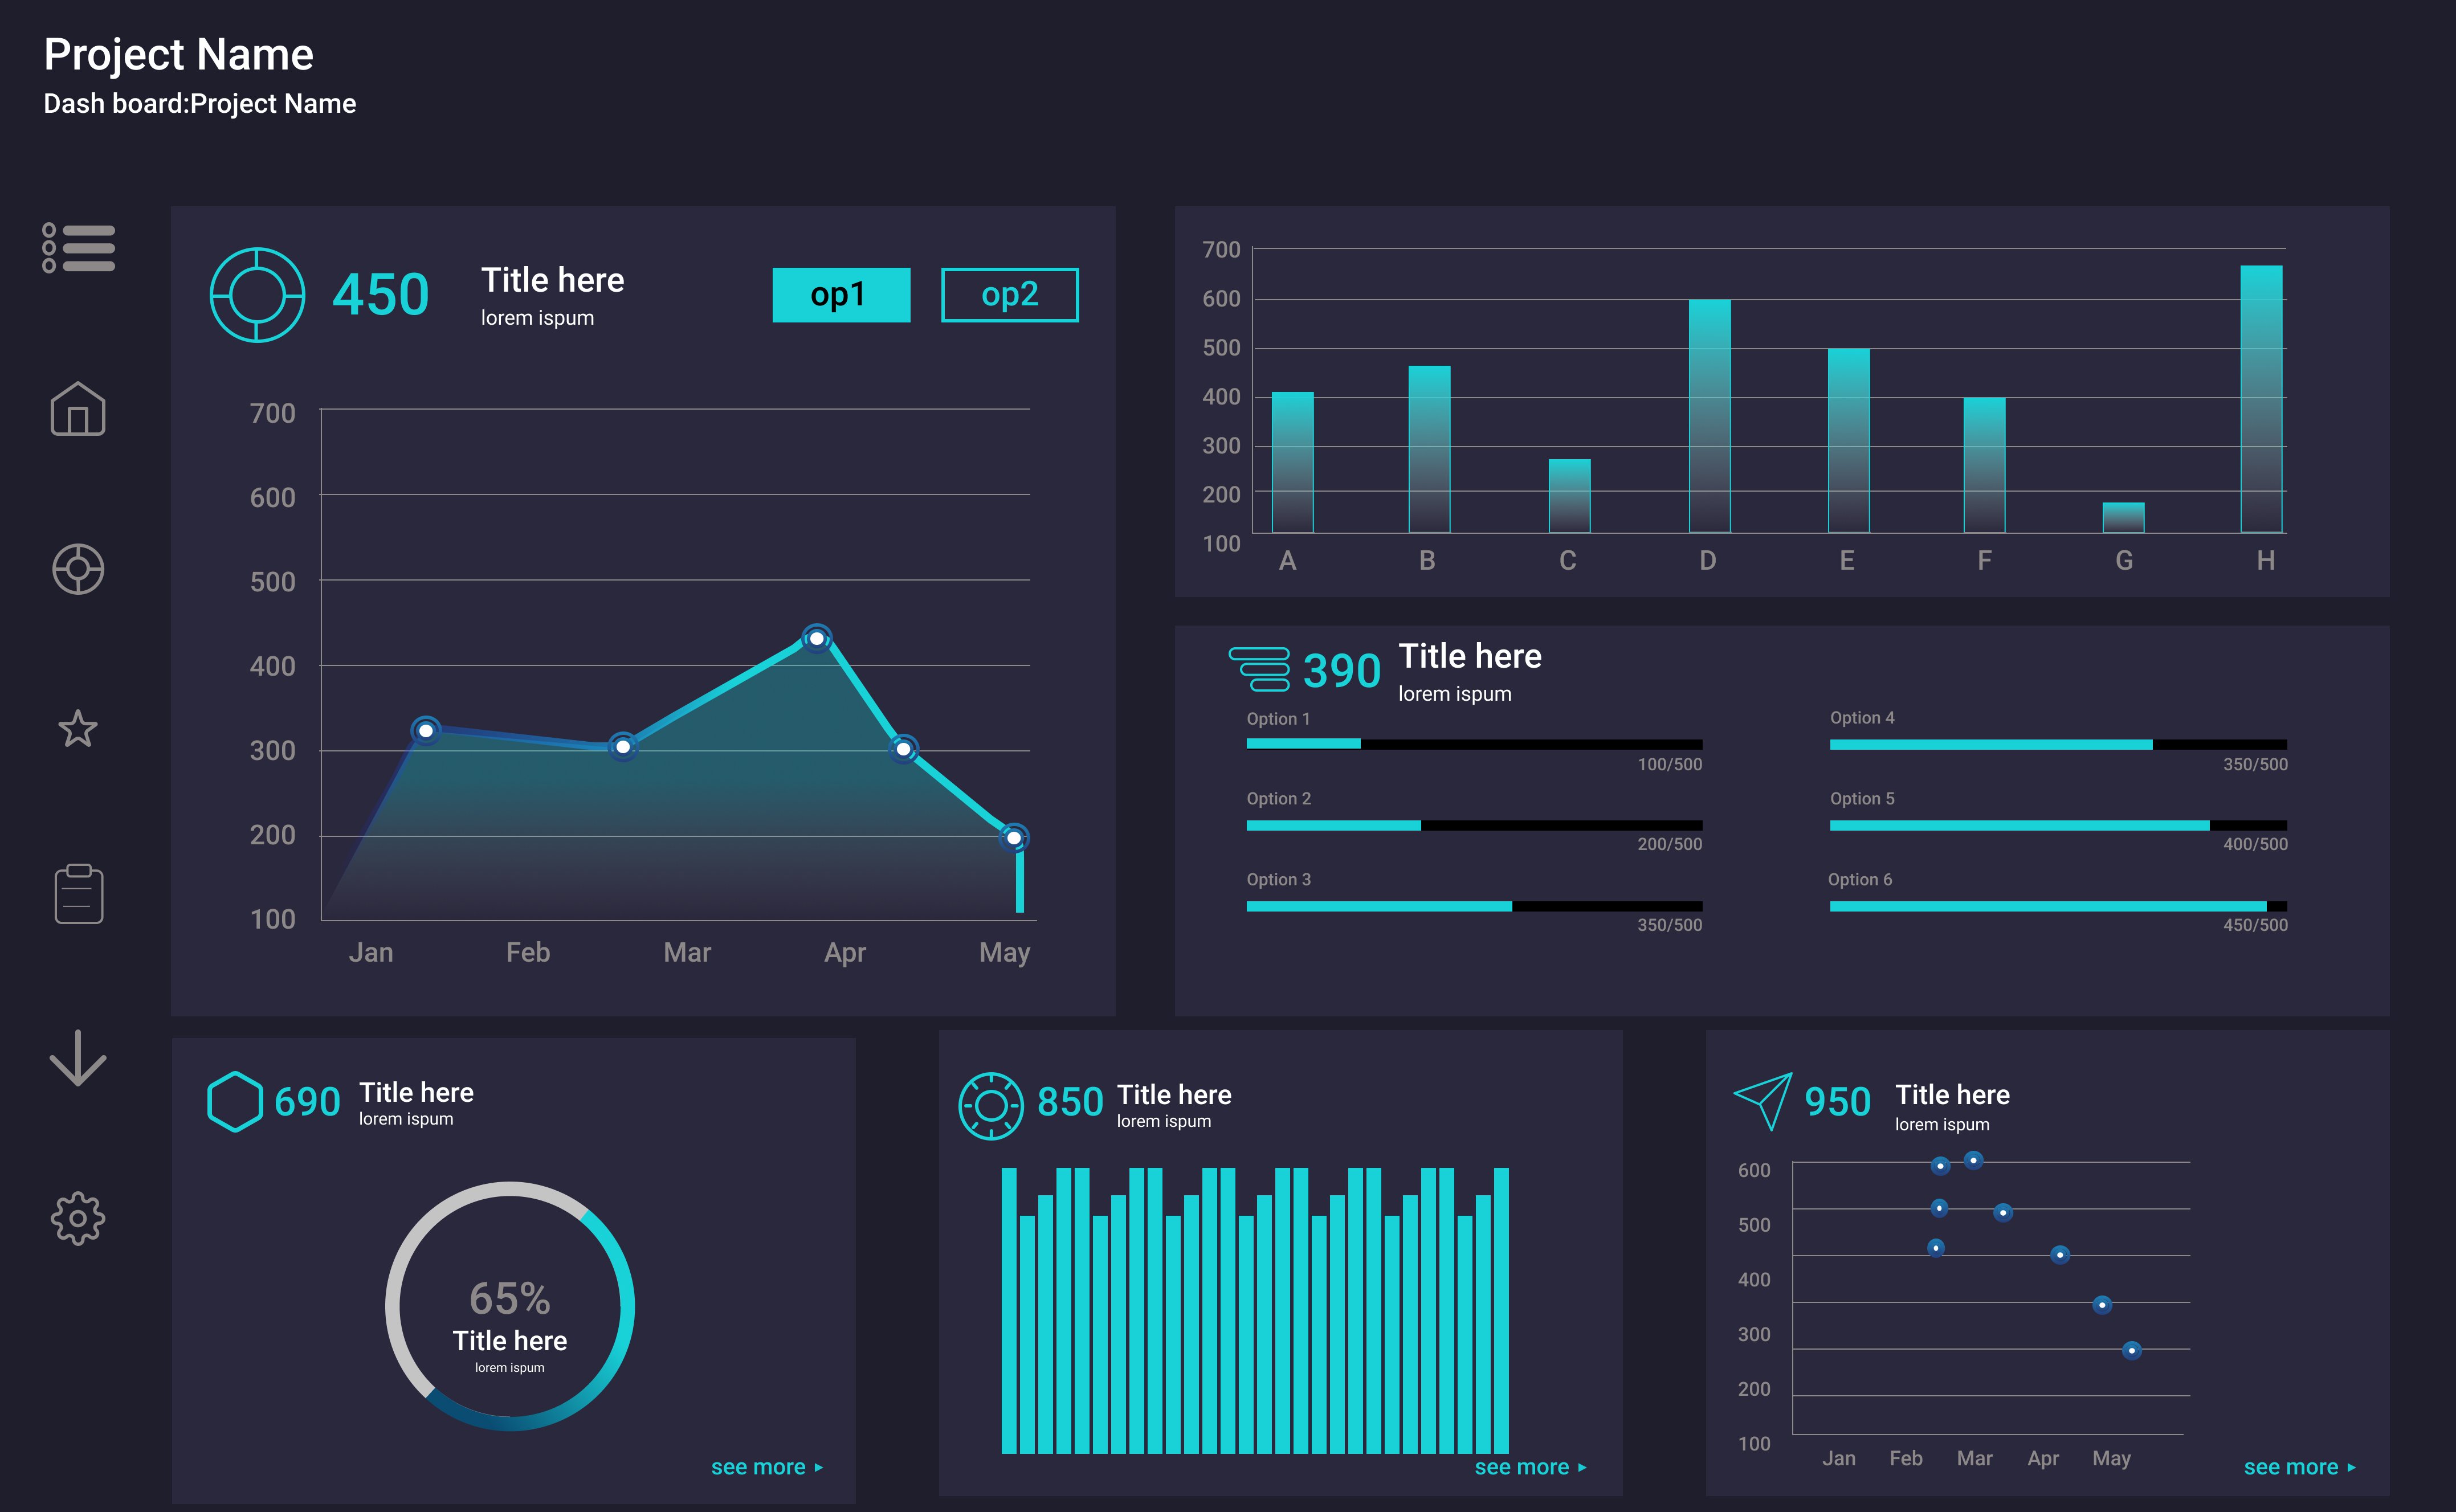 Project Name
Dash board:Project Name
450
Title here
lorem ispum
op1
op2
700
600
500
400
300
200
100
Jan
Feb
Mar
Apr
May
700
600
500
400
300
200
100
A
B
C
D
E
F
G
H
390
Title here
lorem ispum
Option 1
100/500
Option 2
200/500
Option 3
350/500
Option 4
350/500
Option 5
400/500
Option 6
450/500
690
Title here
lorem ispum
65%
Title here
lorem ispum
see more
850
Title here
lorem ispum
see more
950
Title here
lorem ispum
600
500
400
300
200
100
Jan
Feb
Mar
Apr
May
see more